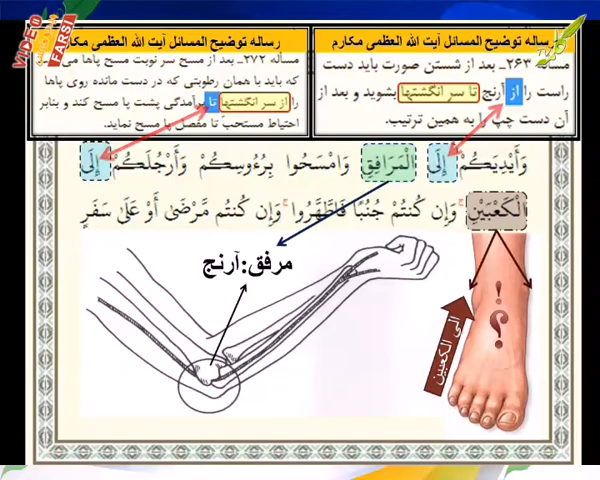 رساله توضیح المسائل آیت الله العظمی مکارم
مسأله ۲۶۳ـ بعد از شستن صورت باید دست
راست را از آرنج تا سر انگشتها بشوید و بعد از
آن دست چپ را به همین ترتیب.
رساله توضیح المسائل آیت الله العظمی مکارم
مسأله ۲۷۲ـ بعد از مسح سر نوبت مسح پاها می
که باید با همان رطوبتی که در دست مانده روی پاها
را از سر انگشتها تا برآمدگی پشت پا مسح کند و بنابر
احتیاط مستحبّ تا مفصل پا مسح نماید.
وَأَيْدِيَكُمْ إِلَى الْمَرَافِقِ وَامْسَحُوا بِرُءُوسِكُمْ وَأَرْجُلَكُمْ إِلَى
الْكَعْبَيْنِ ۚ وَإِن كُنتُمْ جُنُبًا فَاطَّهَّرُوا ۚ وَإِن كُنتُم مَّرْضَىٰ أَوْ عَلَىٰ سَفَرٍ
مرفق:آرنج
الی الکعبین
!
؟
VIDEO
FARSI